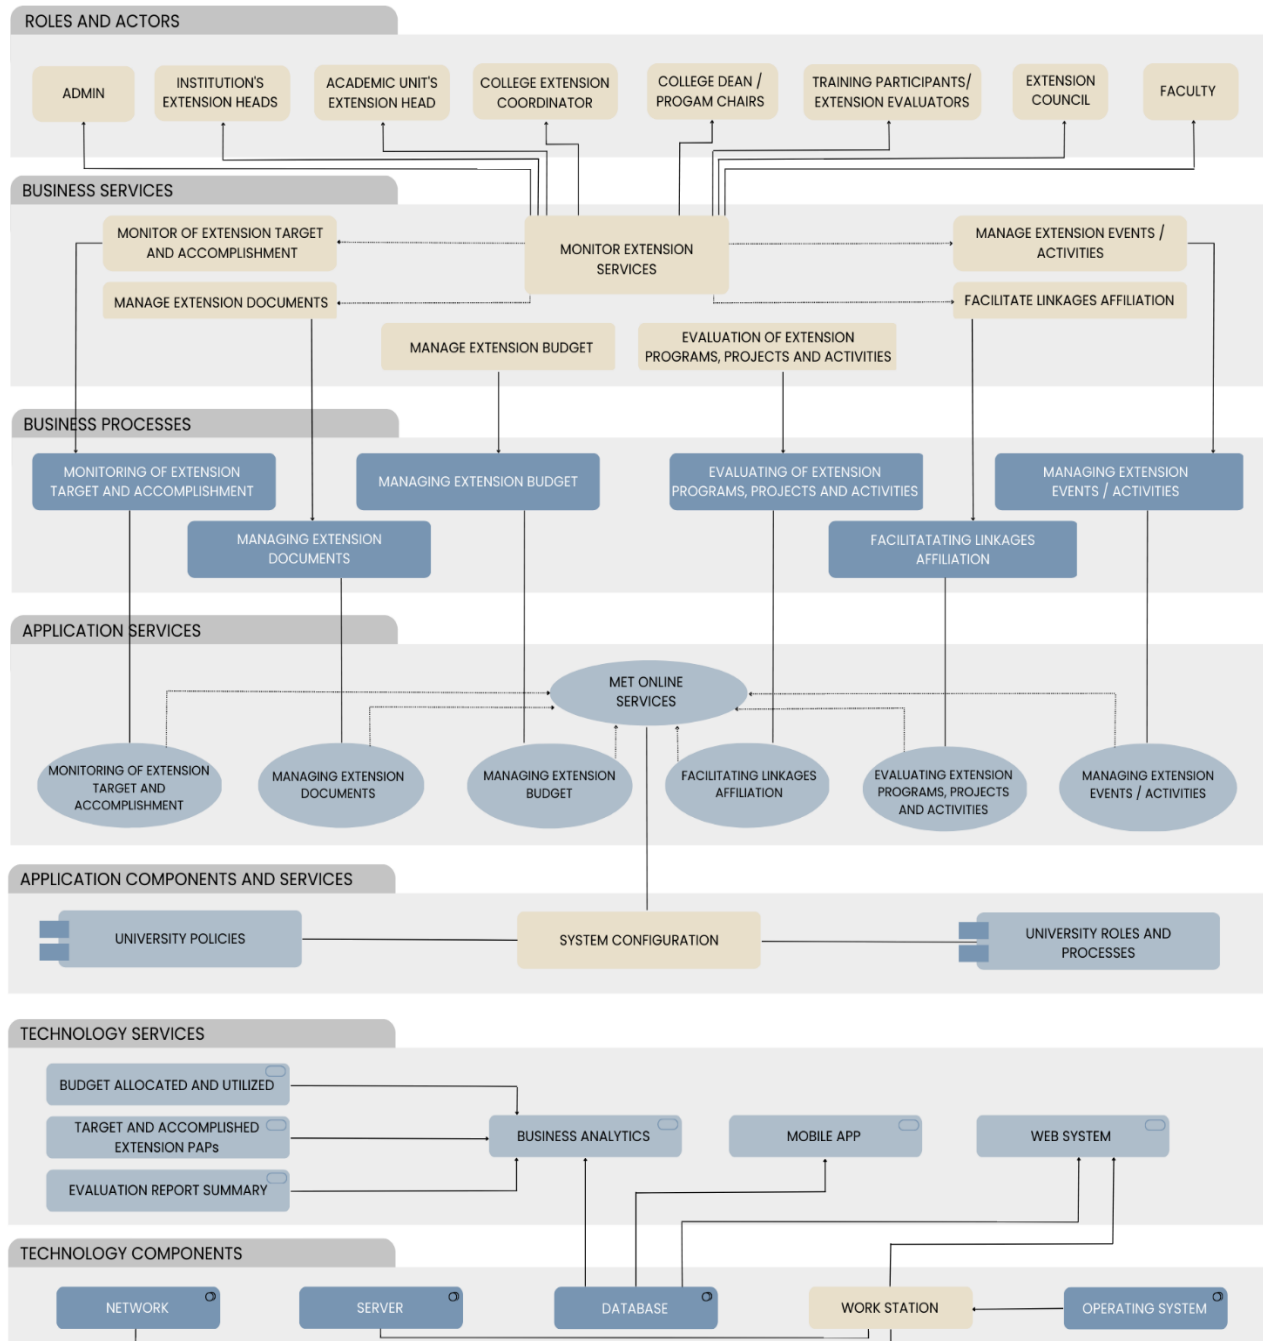 ROLES AND ACTORS
ADMIN
INSTITUTION'S
EXTENSION HEADS
ACADEMIC UNIT'S
EXTENSION HEAD
COLLEGE EXTENSION
COORDINATOR
COLLEGE DEAN /
PROGAM CHAIRS
TRAINING PARTICIPANTS/
EXTENSION EVALUATORS
EXTENSION
COUNCIL
FACULTY
BUSINESS SERVICES
MONITOR OF EXTENSION TARGET
AND ACCOMPLISHMENT
MONITOR EXTENSION
SERVICES
MANAGE EXTENSION EVENTS /
ACTIVITIES
MANAGE EXTENSION DOCUMENTS
FACILITATE LINKAGES AFFILIATION
MANAGE EXTENSION BUDGET
EVALUATION OF EXTENSION
PROGRAMS, PROJECTS AND ACTIVITIES
BUSINESS PROCESSES
MONITORING OF EXTENSION
TARGET AND ACCOMPLISHMENT
MANAGING EXTENSION BUDGET
EVALUATING OF EXTENSION
PROGRAMS, PROJECTS AND ACTIVITIES
MANAGING EXTENSION
EVENTS / ACTIVITIES
MANAGING EXTENSION
DOCUMENTS
FACILITATATING LINKAGES
AFFILIATION
APPLICATION SERVICES
MET ONLINE
SERVICES
MONITORING OF EXTENSION
TARGET AND
ACCOMPLISHMENT
MANAGING EXTENSION
DOCUMENTS
MANAGING EXTENSION
BUDGET
FACILITATING LINKAGES
AFFILIATION
EVALUATING EXTENSION
PROGRAMS, PROJECTS
AND ACTIVITIES
MANAGING EXTENSION
EVENTS / ACTIVITIES
APPLICATION COMPONENTS AND SERVICES
UNIVERSITY POLICIES
SYSTEM CONFIGURATION
UNIVERSITY ROLES AND
PROCESSES
TECHNOLOGY SERVICES
BUDGET ALLOCATED AND UTILIZED
TARGET AND ACCOMPLISHED
EXTENSION PAPs
EVALUATION REPORT SUMMARY
BUSINESS ANALYTICS
MOBILE APP
WEB SYSTEM
TECHNOLOGY COMPONENTS
NETWORK
SERVER
DATABASE
WORK STATION
OPERATING SYSTEM